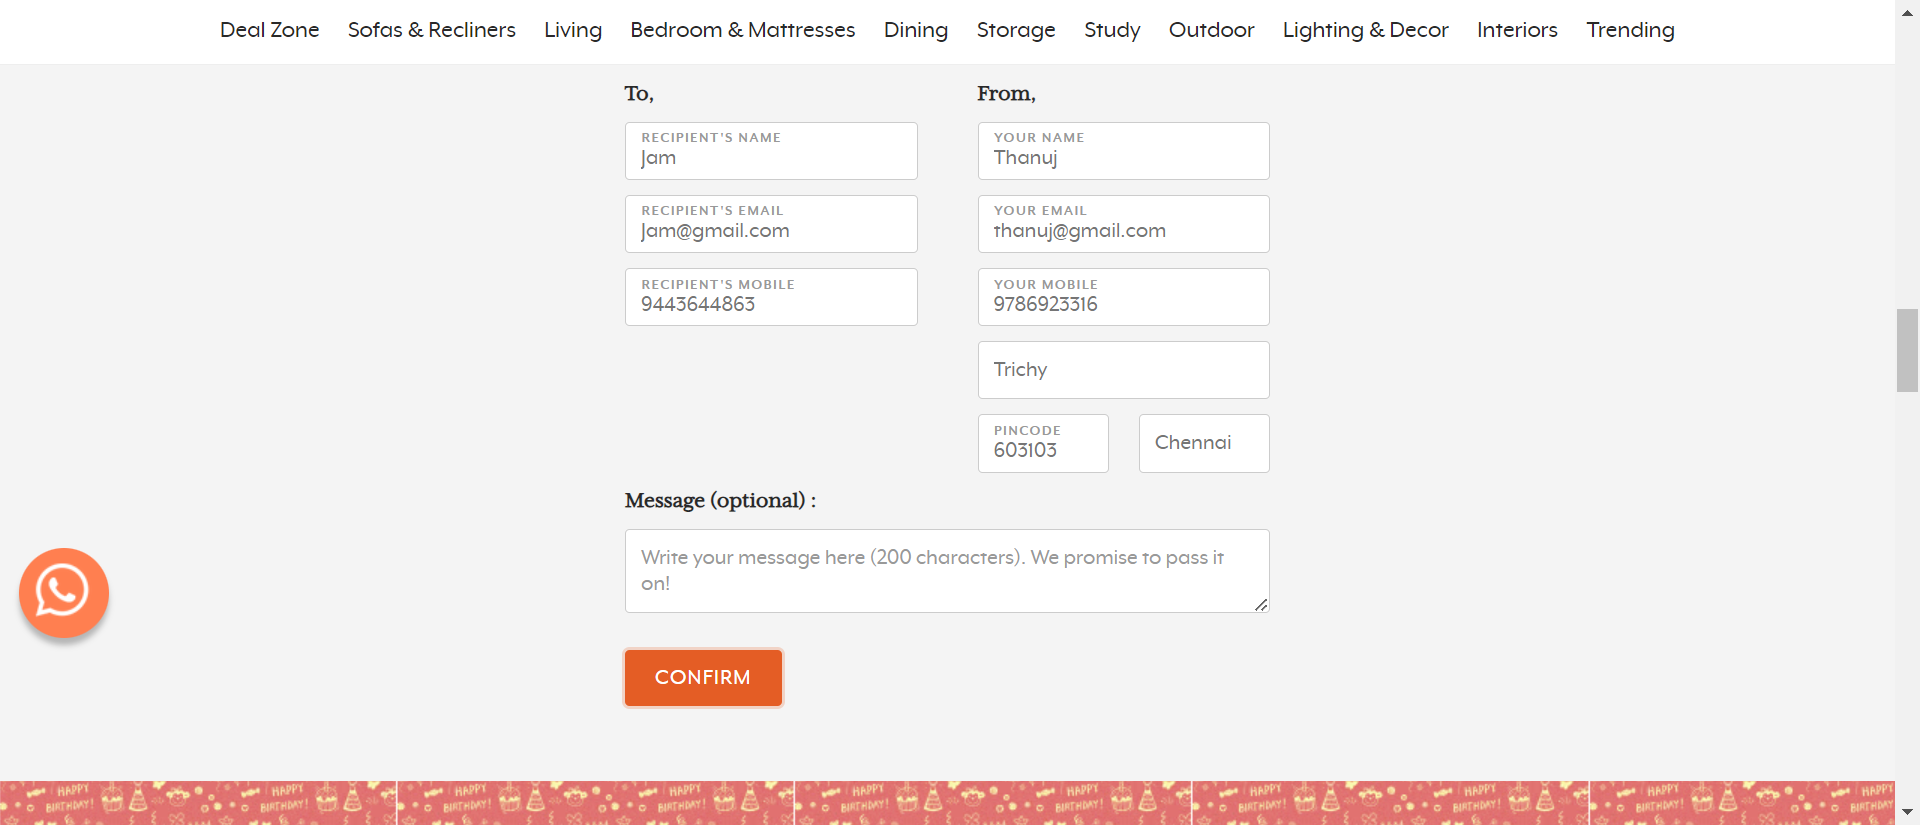 Deal Zone Sofas & Recliners Living Bedroom & Mattresses Dining Storage Study Outdoor Lighting & Decor Interiors Trending
To,
RECIPIENT'S NAME
Jam
RECIPIENT'S EMAIL
Jam@gmail.com
RECIPIENT'S MOBILE
9443644863
From,
YOUR NAME
Thanuj
YOUR EMAIL
thanuj@gmail.com
YOUR MOBILE
9786923316
Trichy
PINCODE
603103
Chennai
Message (optional) :
Write your message here (200 characters). We promise to pass it
on!
CONFIRM
HAPPY
BIRTHDAY!
HAPPY
BIRTHDAY!
HAPPY
BIRTHDAY!
HAPPY
BIRTHDAY!
HAPPY
BIRTHDAY!
HAPPY
BIRTHDAY!
HAPPY
BIRTHDAY!
HAPPY
BIRTHDAY!
HAPPY
BIRTHDAY!